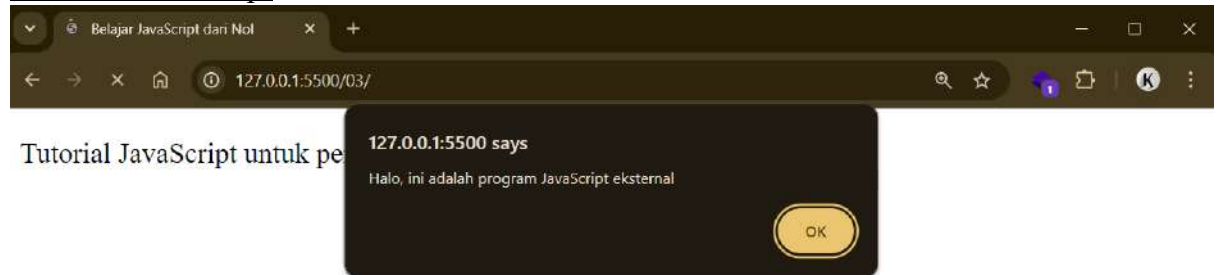 Belajar JavaScript dari Nol
127.0.0.1:5500/03/
1
K
Tutorial JavaScript untuk pe
127.0.0.1:5500 says
Halo, ini adalah program JavaScript eksternal
OK